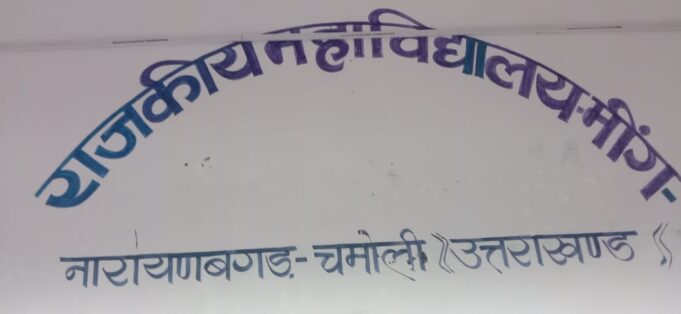 राजकीय महाविद्यालय-मींग-
नारायणबगड़-चमोली《उत्तराखण्ड》